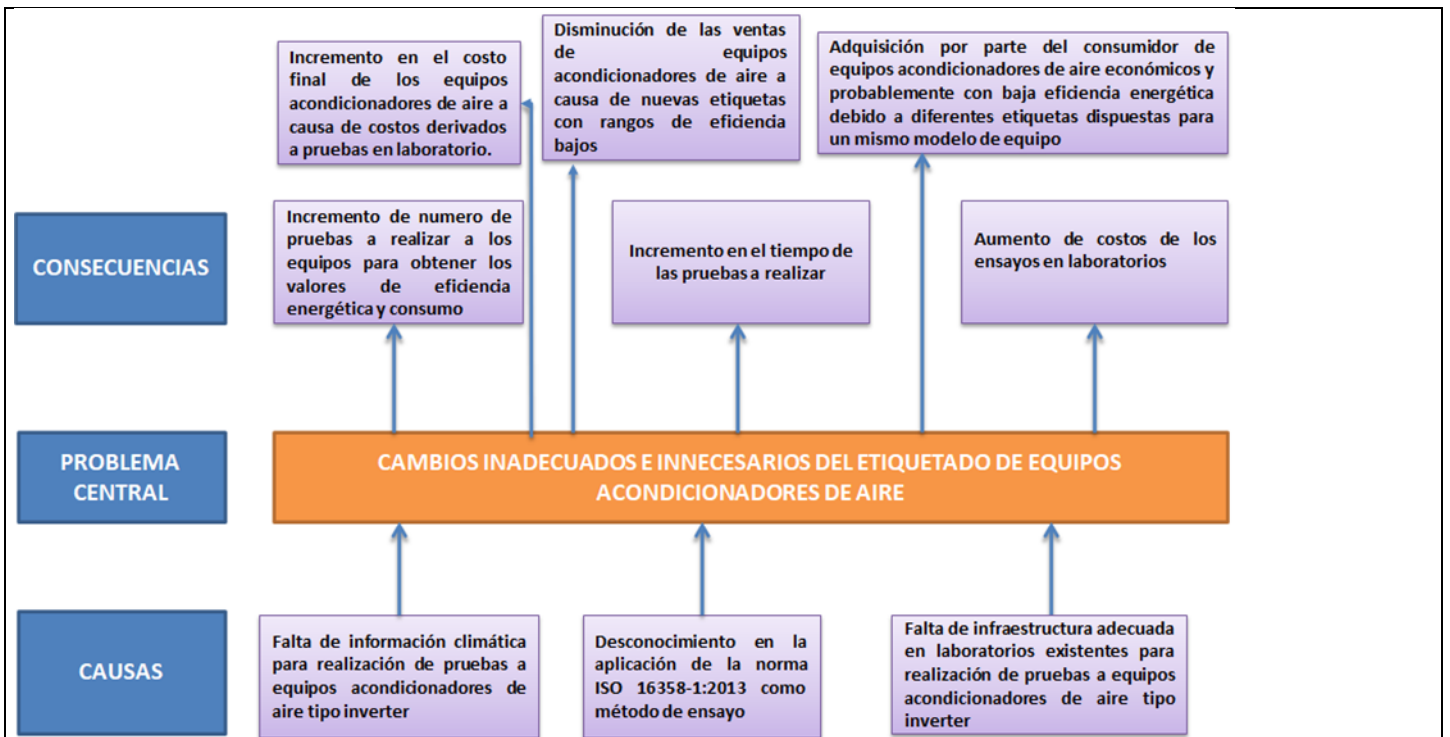 Incremento en el costo
final de los equipos
acondicionadores de aire a
causa de costos derivados
a pruebas en laboratorio.
Disminución de las ventas
de equipos
acondicionadores de aire a
causa de nuevas etiquetas
con rangos de eficiencia
bajos
Adquisición por parte del consumidor de
equipos acondicionadores de aire económicos y
probablemente con baja eficiencia energética
debido a diferentes etiquetas dispuestas para
un mismo modelo de equipo
CONSECUENCIAS
Incremento de numero de
pruebas a realizar a los
equipos para obtener los
valores de eficiencia
energética y consumo
Incremento en el tiempo de
las pruebas a realizar
Aumento de costos de los
ensayos en laboratorios
PROBLEMA
CENTRAL
CAMBIOS INADECUADOS E INNECESARIOS DEL ETIQUETADO DE EQUIPOS
ACONDICIONADORES DE AIRE
CAUSAS
Falta de información climática
para realización de pruebas a
equipos acondicionadores de
aire tipo inverter
Desconocimiento en la
aplicación de la norma
ISO 16358-1:2013 como
método de ensayo
Falta de infraestructura adecuada
en laboratorios existentes para
realización de pruebas a equipos
acondicionadores de aire tipo
inverter